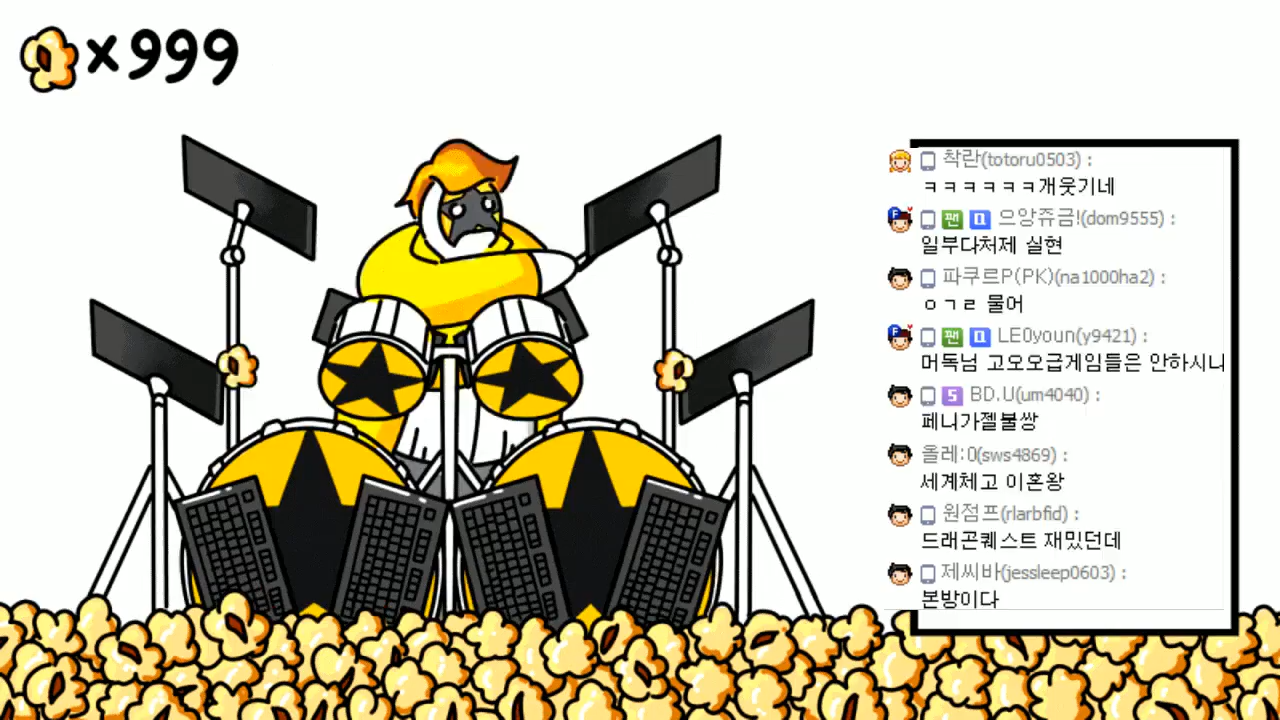 ×999
착란(totoru0503) :
ㅋㅋㅋㅋㅋㅋ개웃기네
팬 으앙쥬금!(dom9555) :
일부다처제 실현
파쿠르P(PK)(na1000ha2) :
ㅇㄱㄹ 물어
팬 LE0youn(y9421) :
머독님 고오오급게임들은 안하시나
S BD.U(um4040) :
페니가젤불쌍
올레:0(sws4869) :
세계체고 이혼왕
원점프(rlarbfid) :
드래곤퀘스트 재밌던데
제씨바(jessleep0603) :
본방이다